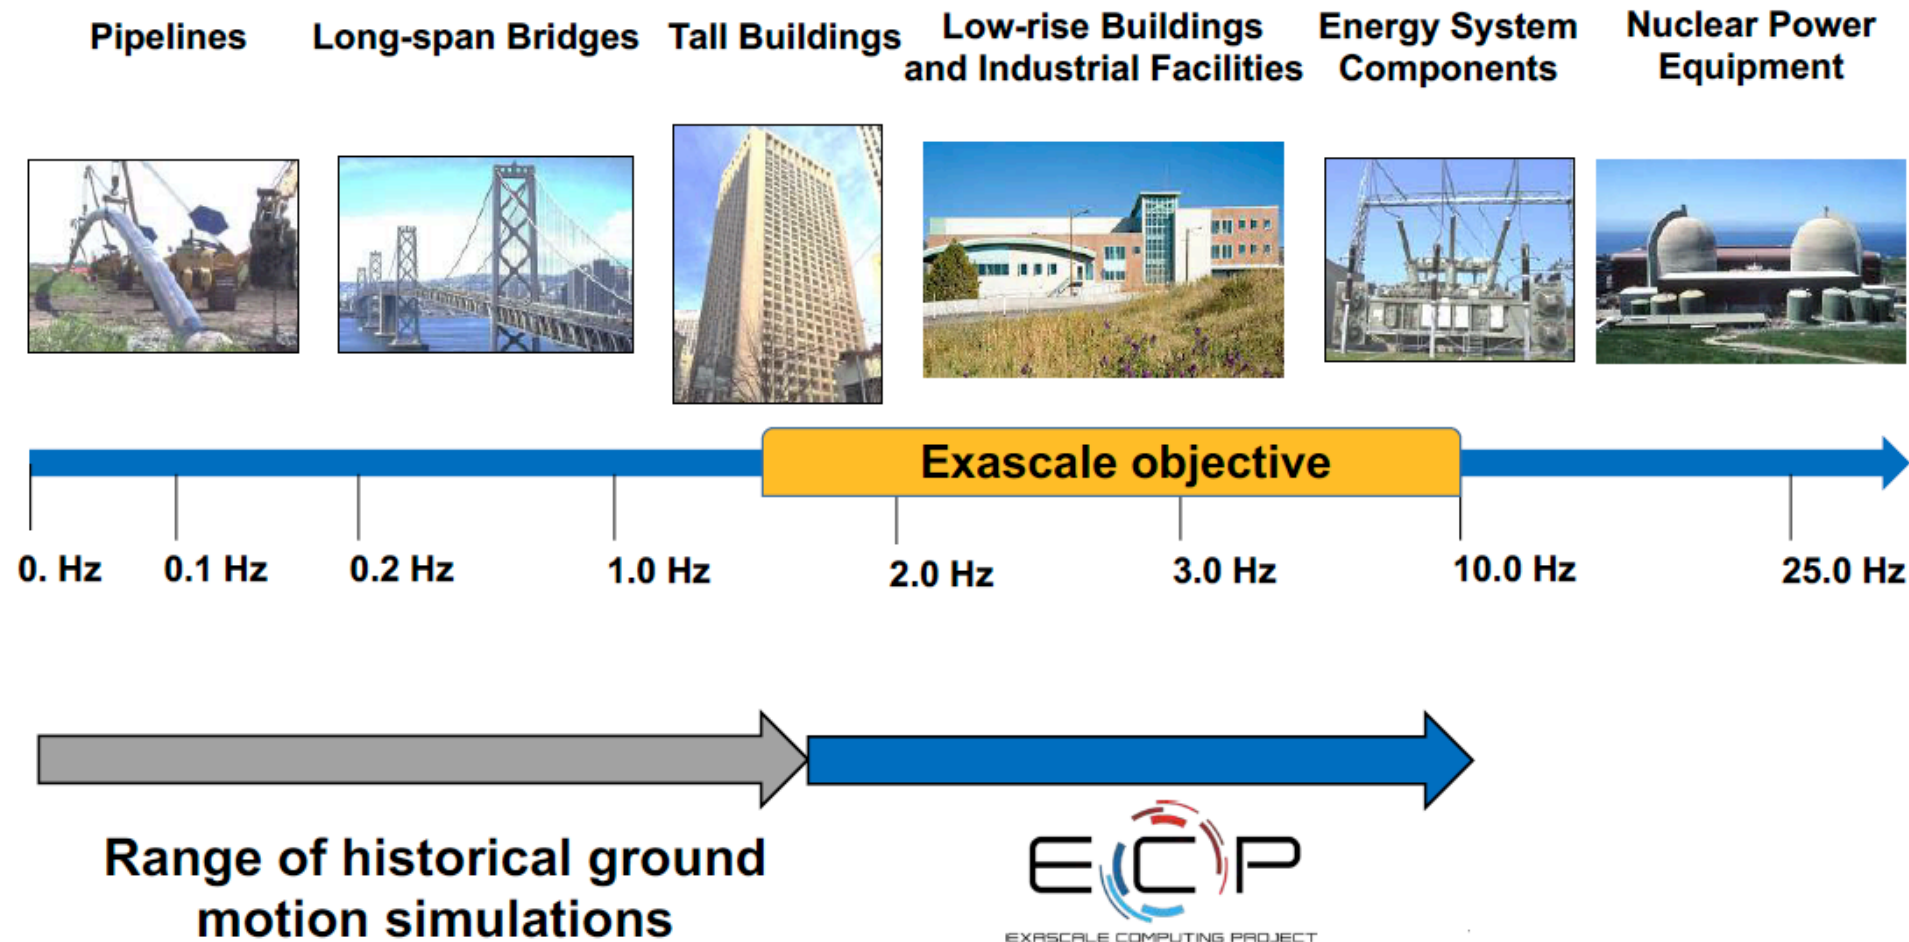 Pipelines
Long-span Bridges
Tall Buildings
Low-rise Buildings
and Industrial Facilities
Energy System
Components
Nuclear Power
Equipment
Exascale objective
0. Hz
0.1 Hz
0.2 Hz
1.0 Hz
2.0 Hz
3.0 Hz
10.0 Hz
25.0 Hz
Range of historical ground
motion simulations
ECP
EXASCALE COMPUTING PROJECT